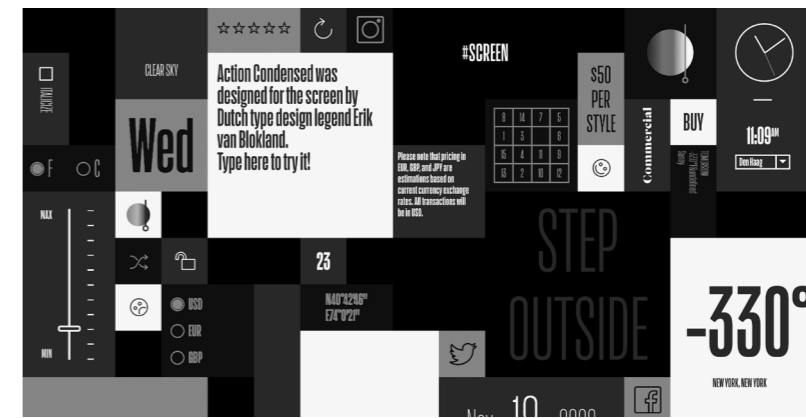 #SCREEN
CLEAR SKY
Action Condensed was
designed for the screen by
Dutch type design legend Erik
van Blokland.
Type here to try it!
ITALICIZE
Wed
$50
PER
STYLE
Commercial
BUY
11:09AM
Den Haag
8 14 7 5
1 3 6
15 4 11 9
13 2 10 12
F C
Please note that pricing in
EUR, GBP, and JPY are
estimations based on
current currency exchange
rates. All transactions will
be in USD.
TOMORROW
MAX
MIN
STEP
OUTSIDE
23
N40°42'46"
E74°0'21"
USD
EUR
GBP
-330°
NEW YORK, NEW YORK
Nov 10